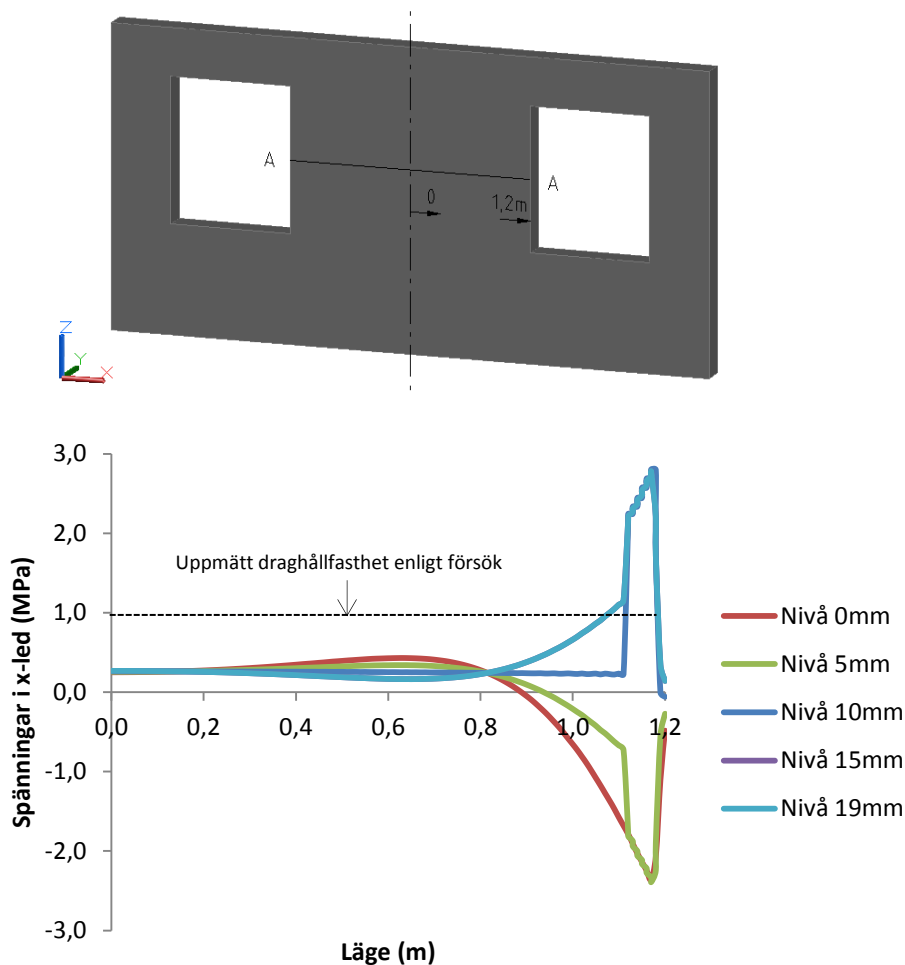 A
A
0
1,2m
Z
Y
X
3,0
2,0
1,0
0,0
-1,0
-2,0
-3,0
0,0
0,2
0,4
0,6
0,8
1,0
1,2
Spänningar i x-led (MPa)
Läge (m)
Uppmätt draghållfasthet enligt försök
Nivå 0mm
Nivå 5mm
Nivå 10mm
Nivå 15mm
Nivå 19mm